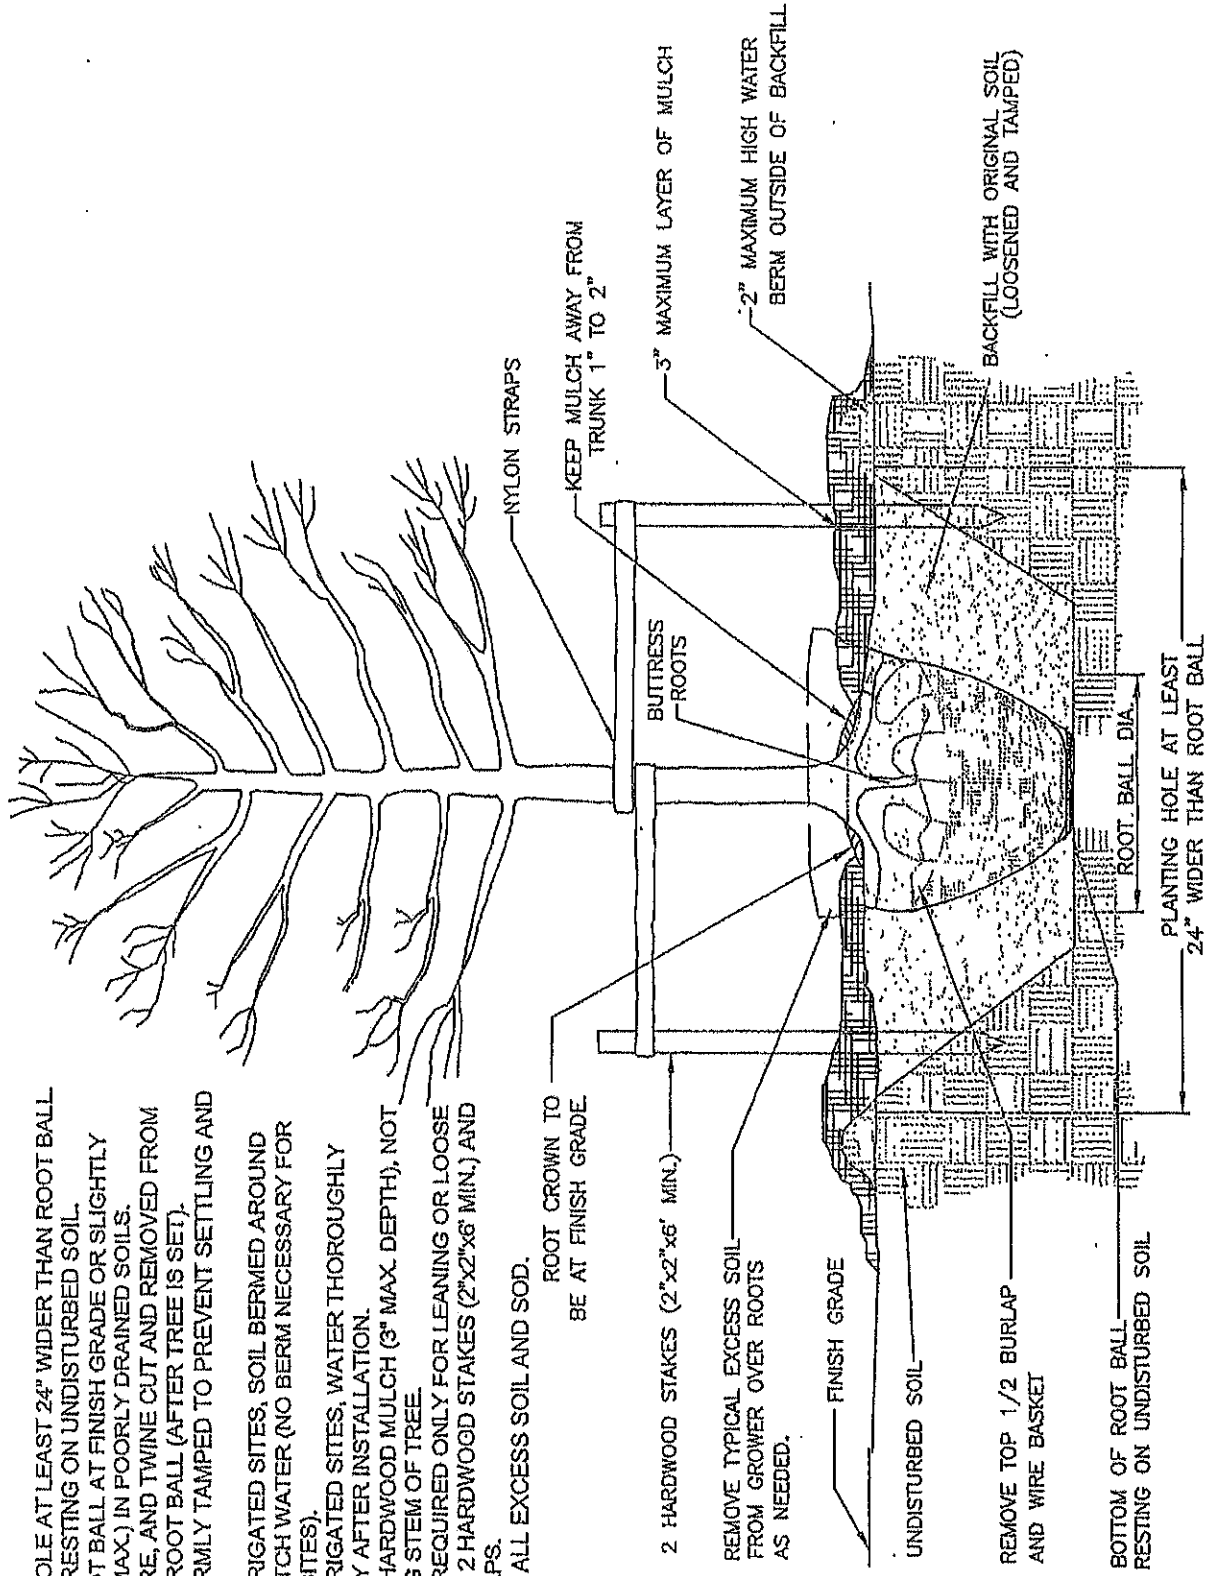 OLE AT LEAST 24" WIDER THAN ROOT BALL
RESTING ON UNDISTURBED SOIL.
OT BALL AT FINISH GRADE OR SLIGHTLY
MAX.) IN POORLY DRAINED SOILS.
RE, AND TWINE CUT AND REMOVED FROM
ROOT BALL (AFTER TREE IS SET).
RMLY TAMPED TO PREVENT SETTLING AND
RIGATED SITES, SOIL BERMED AROUND
TCH WATER (NO BERM NECESSARY FOR
SITES).
RIGATED SITES, WATER THOROUGHLY
Y AFTER INSTALLATION.
HARDWOOD MULCH (3" MAX. DEPTH), NOT
G STEM OF TREE.
REQUIRED ONLY FOR LEANING OR LOOSE
2 HARDWOOD STAKES (2"x2"x6' MIN.) AND
PS.
ALL EXCESS SOIL AND SOD.
ROOT CROWN TO
BE AT FINISH GRADE.
2 HARDWOOD STAKES (2"x2"x6' MIN.)
REMOVE TYPICAL EXCESS SOIL
FROM GROWER OVER ROOTS
AS NEEDED.
FINISH GRADE
UNDISTURBED SOIL
REMOVE TOP 1/2 BURLAP
AND WIRE BASKET
BOTTOM OF ROOT BALL
RESTING ON UNDISTURBED SOIL
NYLON STRAPS
KEEP MULCH AWAY FROM
TRUNK 1" TO 2"
BUTTRESS
ROOTS
3" MAXIMUM LAYER OF MULCH
2" MAXIMUM HIGH WATER
BERM OUTSIDE OF BACKFILL
BACKFILL WITH ORIGINAL SOIL
(LOOSENED AND TAMPED)
ROOT BALL DIA.
PLANTING HOLE AT LEAST
24" WIDER THAN ROOT BALL